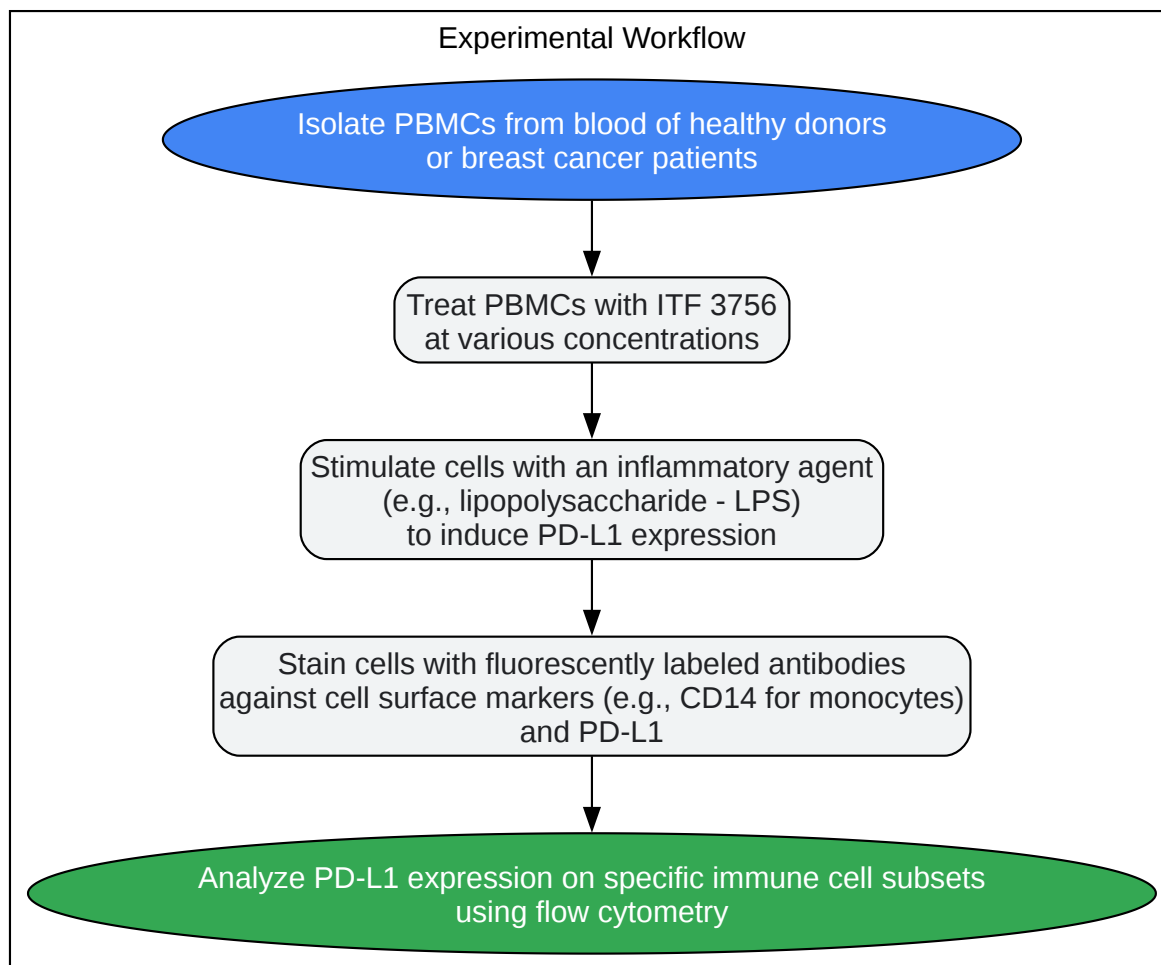 Experimental Workflow
Isolate PBMCs from blood of healthy donors
or breast cancer patients
Treat PBMCs with ITF 3756
at various concentrations
Stimulate cells with an inflammatory agent
(e.g., lipopolysaccharide - LPS)
to induce PD-L1 expression
Stain cells with fluorescently labeled antibodies
against cell surface markers (e.g., CD14 for monocytes)
and PD-L1
Analyze PD-L1 expression on specific immune cell subsets
using flow cytometry